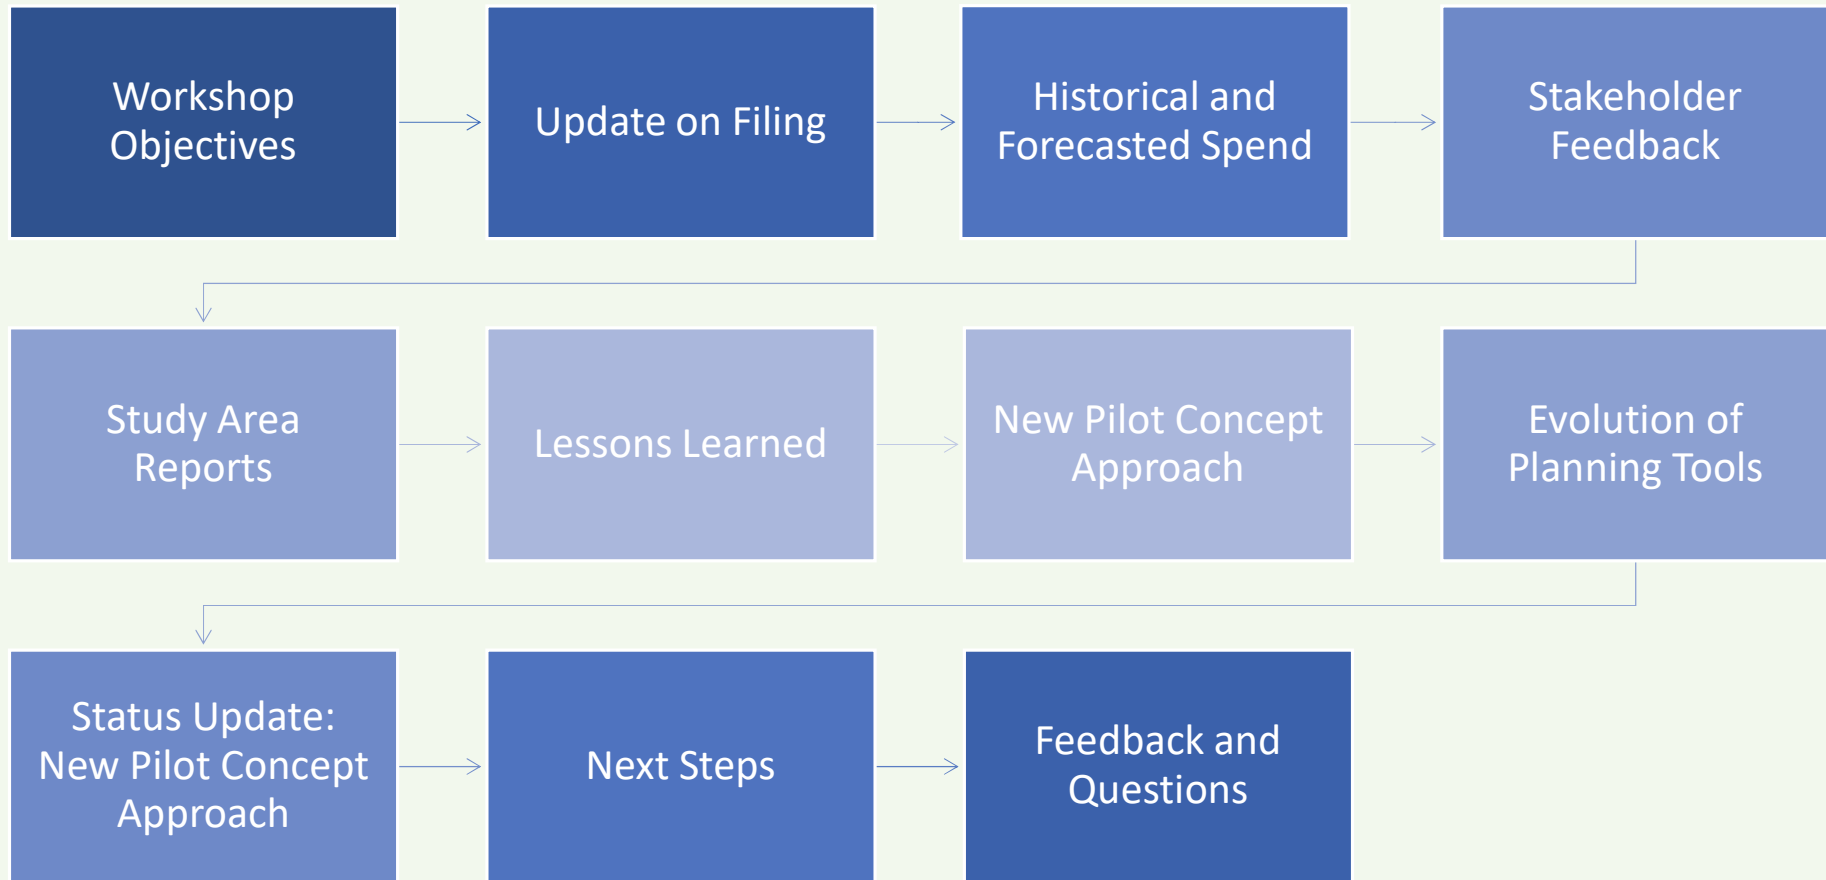 Workshop
Objectives
Update on Filing
Historical and
Forecasted Spend
Stakeholder
Feedback
Study Area
Reports
Lessons Learned
New Pilot Concept
Approach
Evolution of
Planning Tools
Status Update:
New Pilot Concept
Approach
Next Steps
Feedback and
Questions